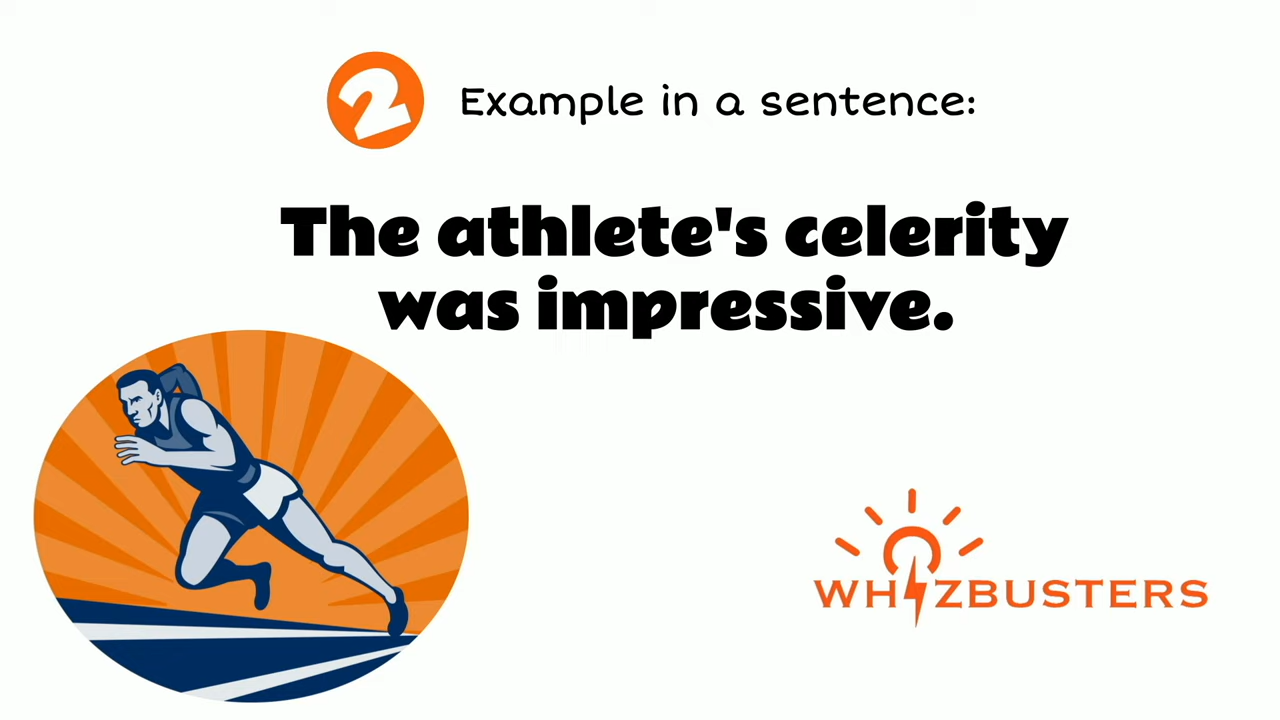 2 Example in a sentence:
The athlete's celerity
was impressive.
WHIZBUSTERS